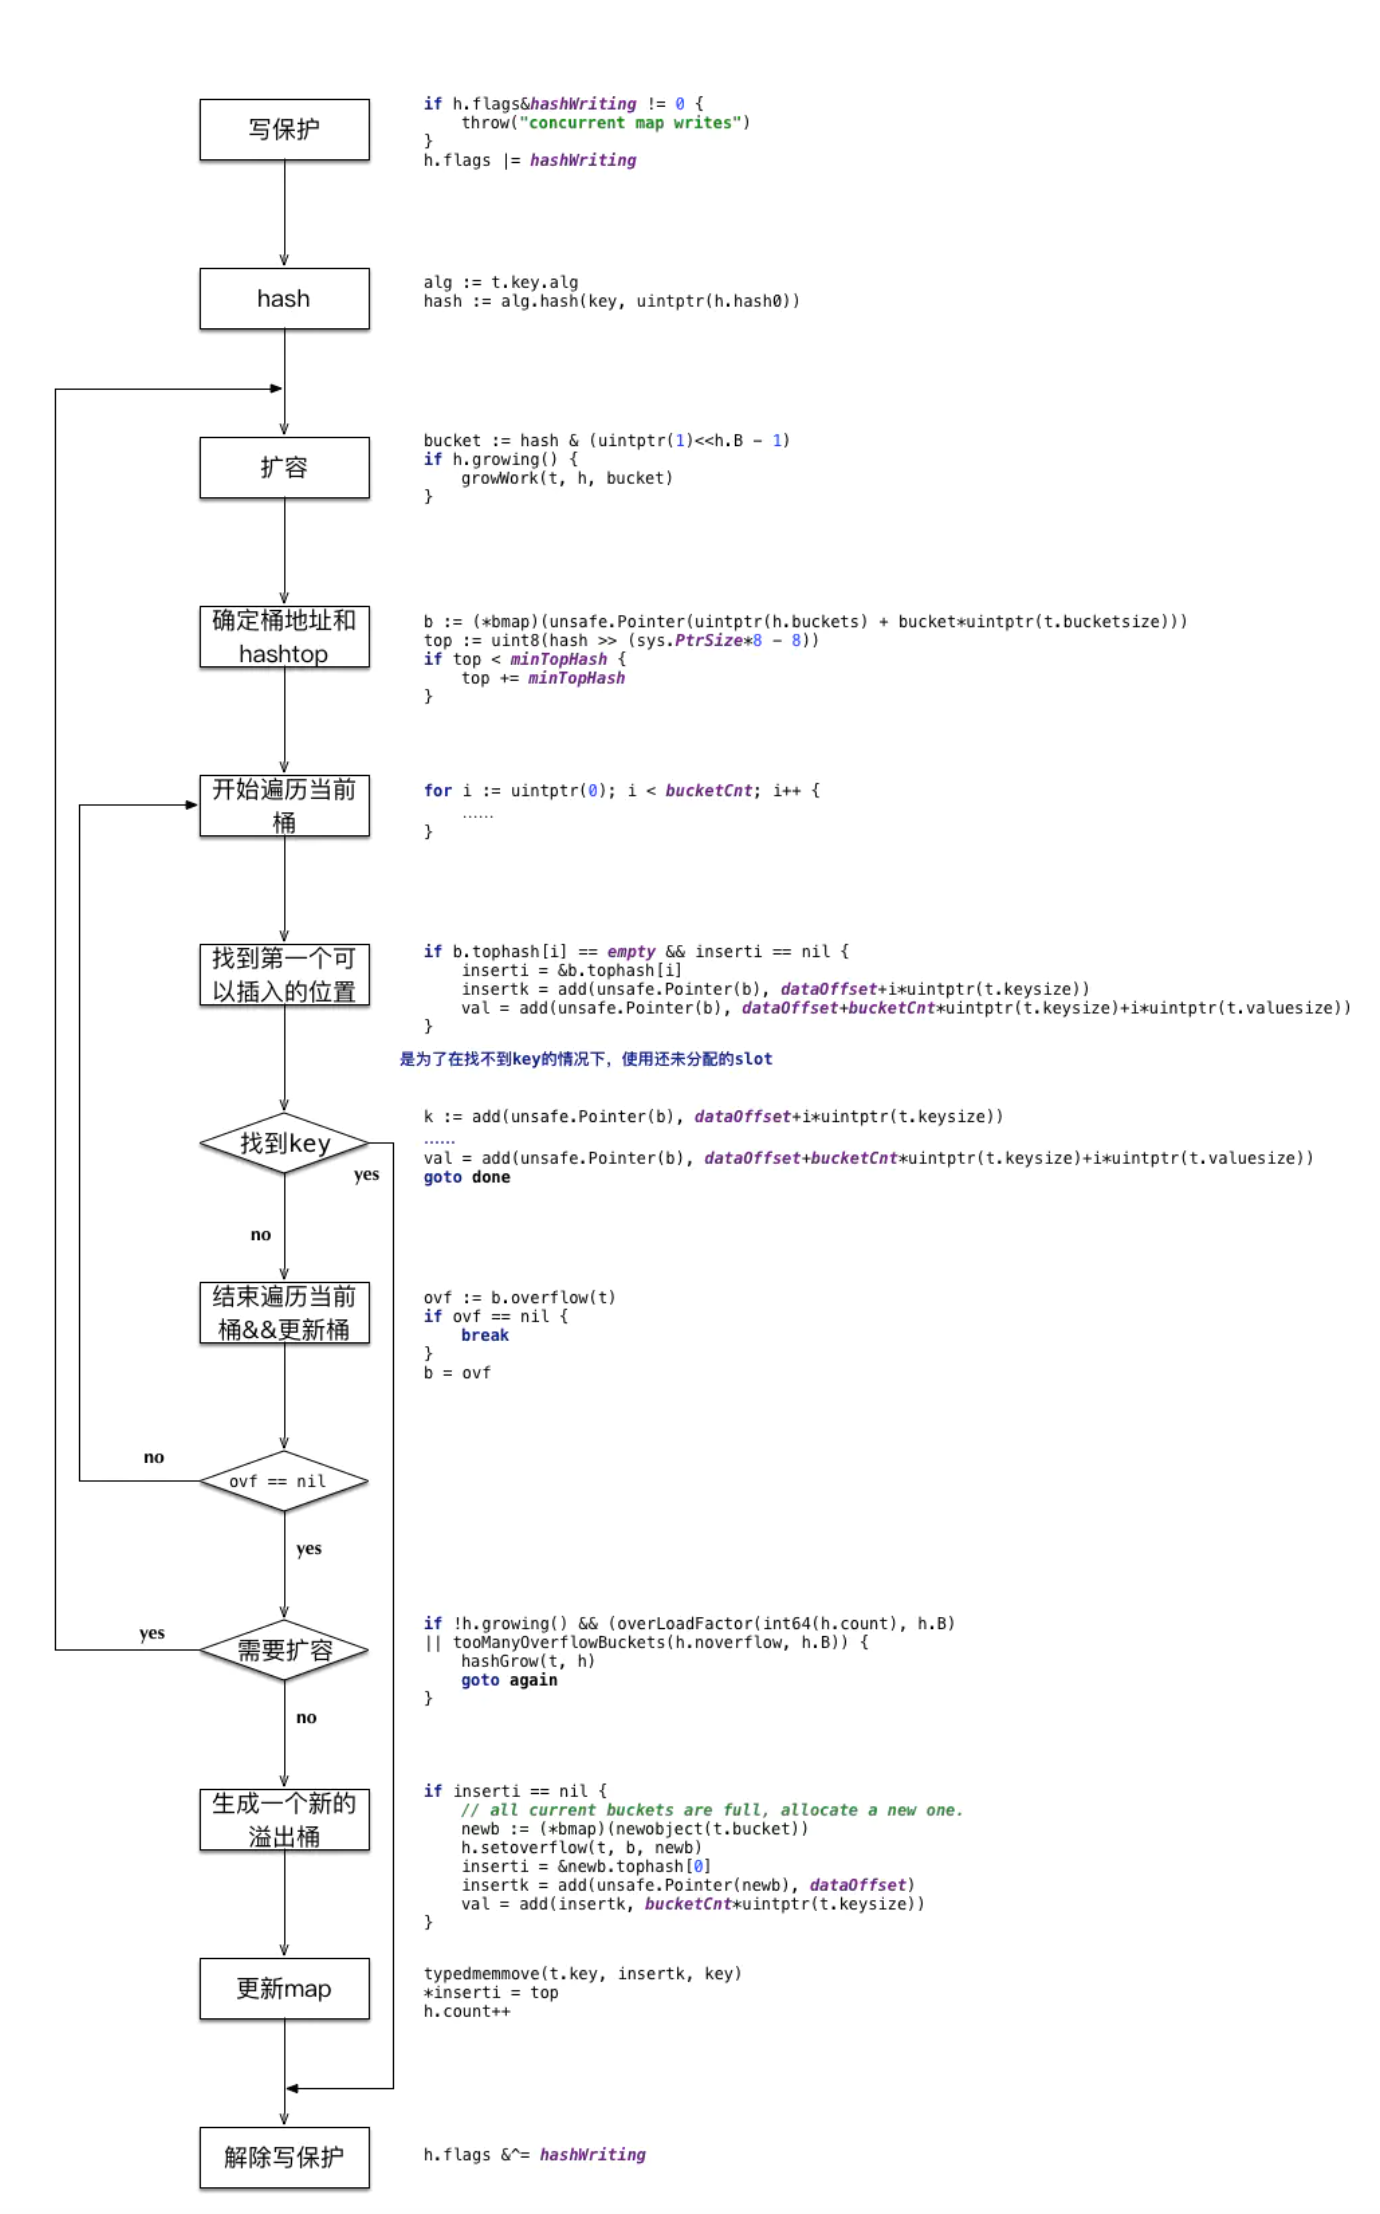 写保护
if h.flags&hashWriting != 0 {
throw("concurrent map writes")
}
h.flags |= hashWriting
hash
alg := t.key.alg
hash := alg.hash(key, uintptr(h.hash0))
扩容
bucket := hash & (uintptr(1)<<h.B - 1)
if h.growing() {
growWork(t, h, bucket)
}
确定桶地址和
hashtop
b := (*bmap)(unsafe.Pointer(uintptr(h.buckets) + bucket*uintptr(t.bucketsize)))
top := uint8(hash >> (sys.PtrSize*8 - 8))
if top < minTopHash {
top += minTopHash
}
开始遍历当前
桶
for i := uintptr(0); i < bucketCnt; i++ {
......
}
找到第一个可
以插入的位置
if b.tophash[i] == empty && inserti == nil {
inserti = &b.tophash[i]
insertk = add(unsafe.Pointer(b), dataOffset+i*uintptr(t.keysize))
val = add(unsafe.Pointer(b), dataOffset+bucketCnt*uintptr(t.keysize)+i*uintptr(t.valuesize))
}
是为了在找不到key的情况下，使用还未分配的slot
找到key
yes
no
k := add(unsafe.Pointer(b), dataOffset+i*uintptr(t.keysize))
......
val = add(unsafe.Pointer(b), dataOffset+bucketCnt*uintptr(t.keysize)+i*uintptr(t.valuesize))
goto done
结束遍历当前
桶&&更新桶
ovf := b.overflow(t)
if ovf == nil {
break
}
b = ovf
no
ovf == nil
yes
yes
需要扩容
no
if !h.growing() && (overLoadFactor(int64(h.count), h.B)
|| tooManyOverflowBuckets(h.noverflow, h.B)) {
hashGrow(t, h)
goto again
}
生成一个新的
溢出桶
if inserti == nil {
// all current buckets are full, allocate a new one.
newb := (*bmap)(newobject(t.bucket))
h.setoverflow(t, b, newb)
inserti = &newb.tophash[0]
insertk = add(unsafe.Pointer(newb), dataOffset)
val = add(insertk, bucketCnt*uintptr(t.keysize))
}
更新map
typedmemmove(t.key, insertk, key)
*inserti = top
h.count++
解除写保护
h.flags &^= hashWriting